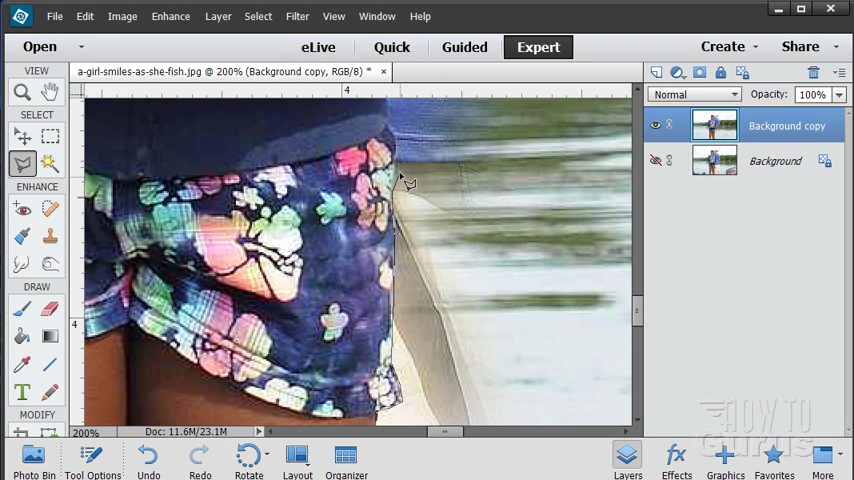 File Edit Image Enhance Layer Select Filter View Window Help
Open eLive Quick Guided Expert Create Share
a-girl-smiles-as-she-fish.jpg @ 200% (Background copy, RGB/8) * ×
VIEW
SELECT
ENHANCE
DRAW
MODIFY
4
4
Normal Opacity: 100%
Background copy
Background
200% Doc: 11.6M/23.1M
HOW TO
Gurus
Photo Bin Tool Options Undo Redo Rotate Layout Organizer Layers Effects Graphics Favorites More